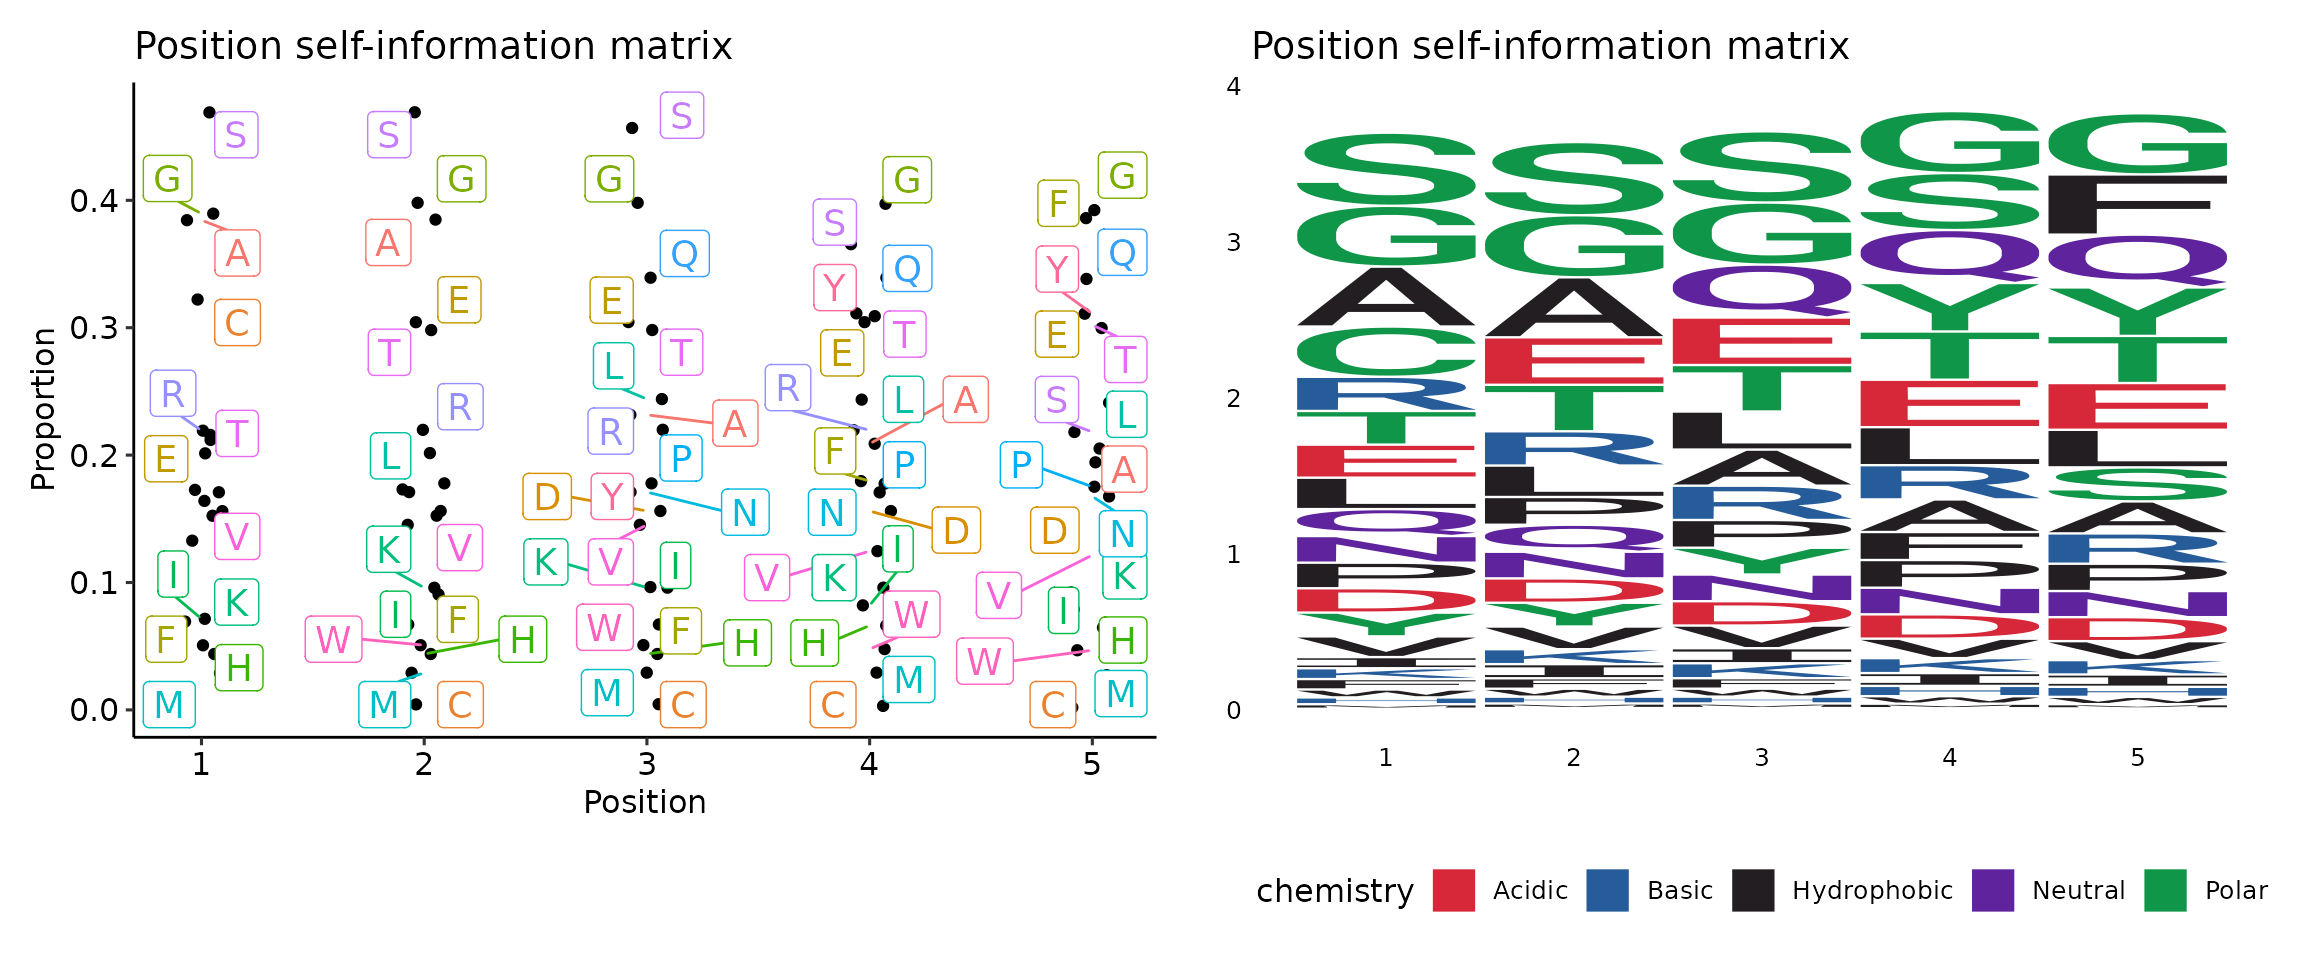 Position self-information matrix
S S S
G G G G G
S F
A A Q Q Q
Y Y
C E E T T
T T E E
L
R R R R L A S L
T A
E L P F P P A
D Y N N D D N
V K V K V I
I K V K K
V I
W I F H W F H H W I H
F W
H
M M C M C C M C M
0.4
0.3
0.2
0.1
0.0
Proportion
1 2 3 4 5
Position
Position self-information matrix
4
3
2
1
0
S S S G G
G G G S F
A A Q Q Q
C E E Y Y
R T T T T
T R L E E
E L A L L
L P R R S
Q Q P A A
N N Y F R
P D N P P
D Y D N N
Y V V D D
V K I V V
I I K K K
K F F I I
F W W H H
W H H W W
H M M M M
M
1 2 3 4 5
chemistry Acidic Basic Hydrophobic Neutral Polar